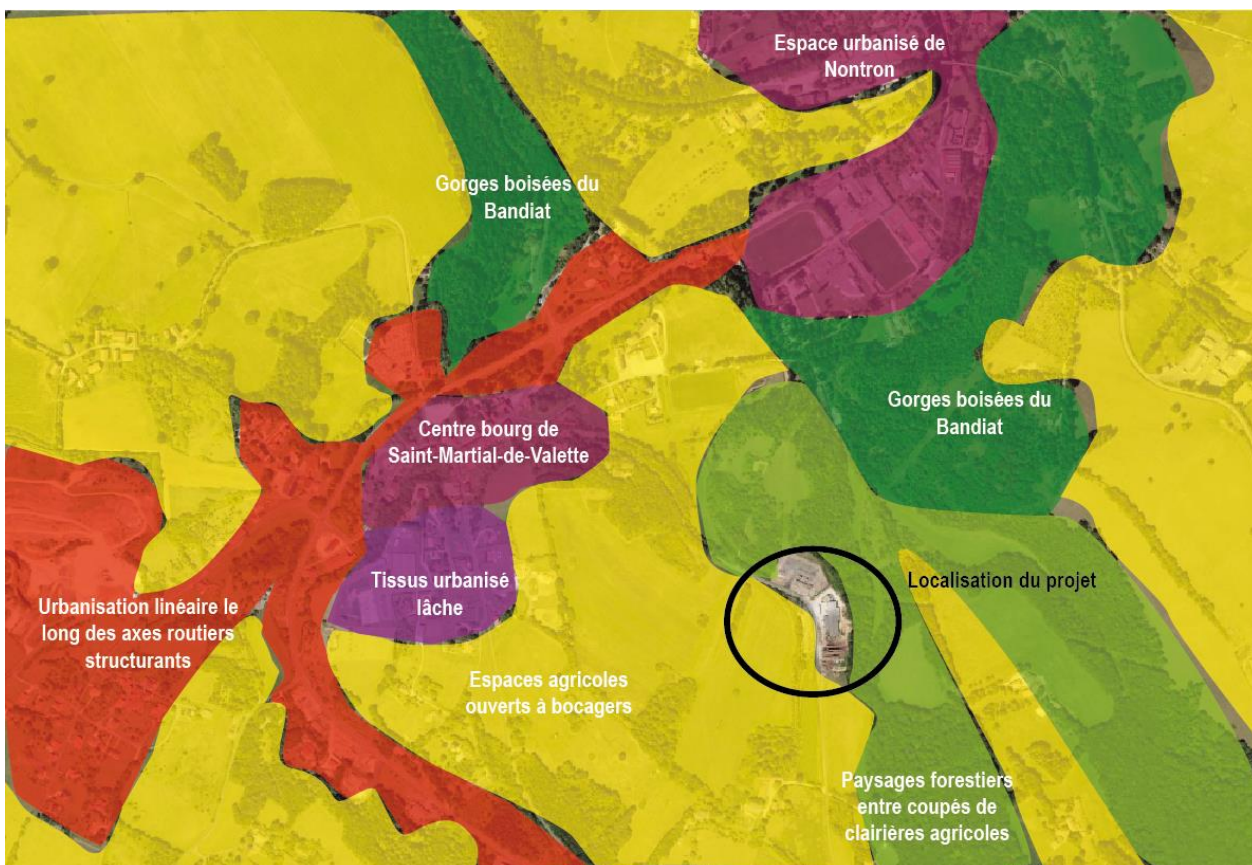 Espace urbanisé de
Nontron
Gorges boisées du
Bandiat
Gorges boisées du
Bandiat
Centre bourg de
Saint-Martial-de-Valette
Tissus urbanisé
lâche
Localisation du projet
Urbanisation linéaire le
long des axes routiers
structurants
Espaces agricoles
ouverts à bocagers
Paysages forestiers
entre coupés de
clairières agricoles